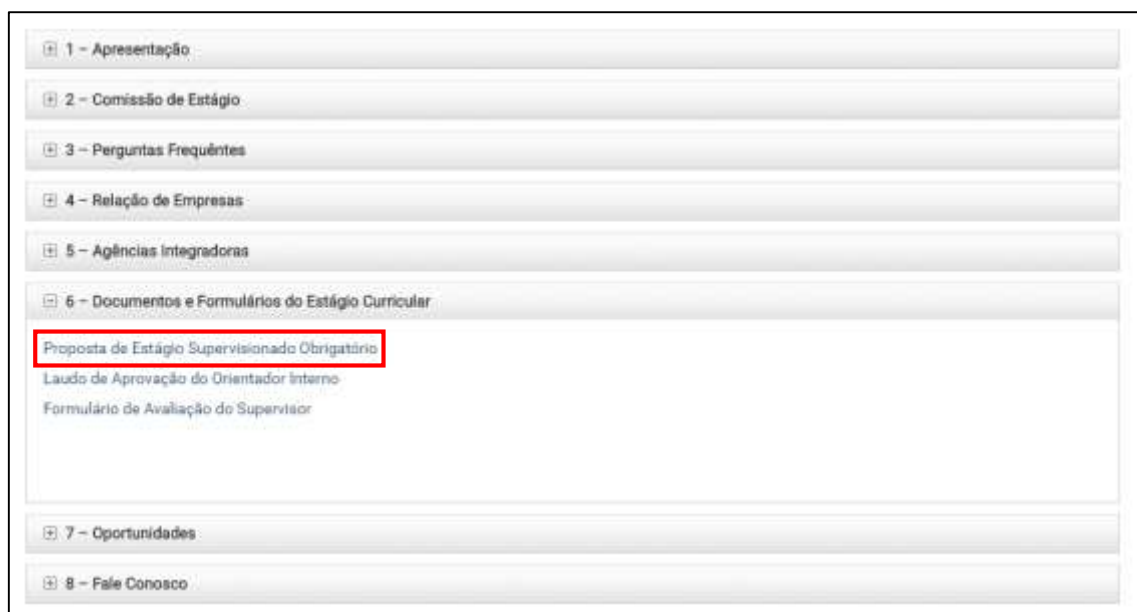 1 – Apresentação
2 – Comissão de Estágio
3 – Perguntas Frequêntes
4 – Relação de Empresas
5 – Agências Integradoras
6 – Documentos e Formulários do Estágio Curricular
Proposta de Estágio Supervisionado Obrigatório
Laudo de Aprovação do Orientador Interno
Formulário de Avaliação do Supervisor
7 – Oportunidades
8 – Fale Conosco